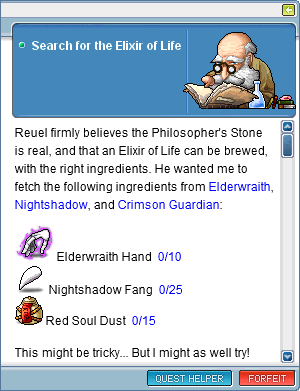 Search for the Elixir of Life
Reuel firmly believes the Philosopher's Stone
is real, and that an Elixir of Life can be brewed,
with the right ingredients. He wanted me to
fetch the following ingredients from Elderwraith,
Nightshadow, and Crimson Guardian:
Elderwraith Hand 0/10
Nightshadow Fang 0/25
Red Soul Dust 0/15
This might be tricky... But I might as well try!
QUEST HELPER FORFEIT